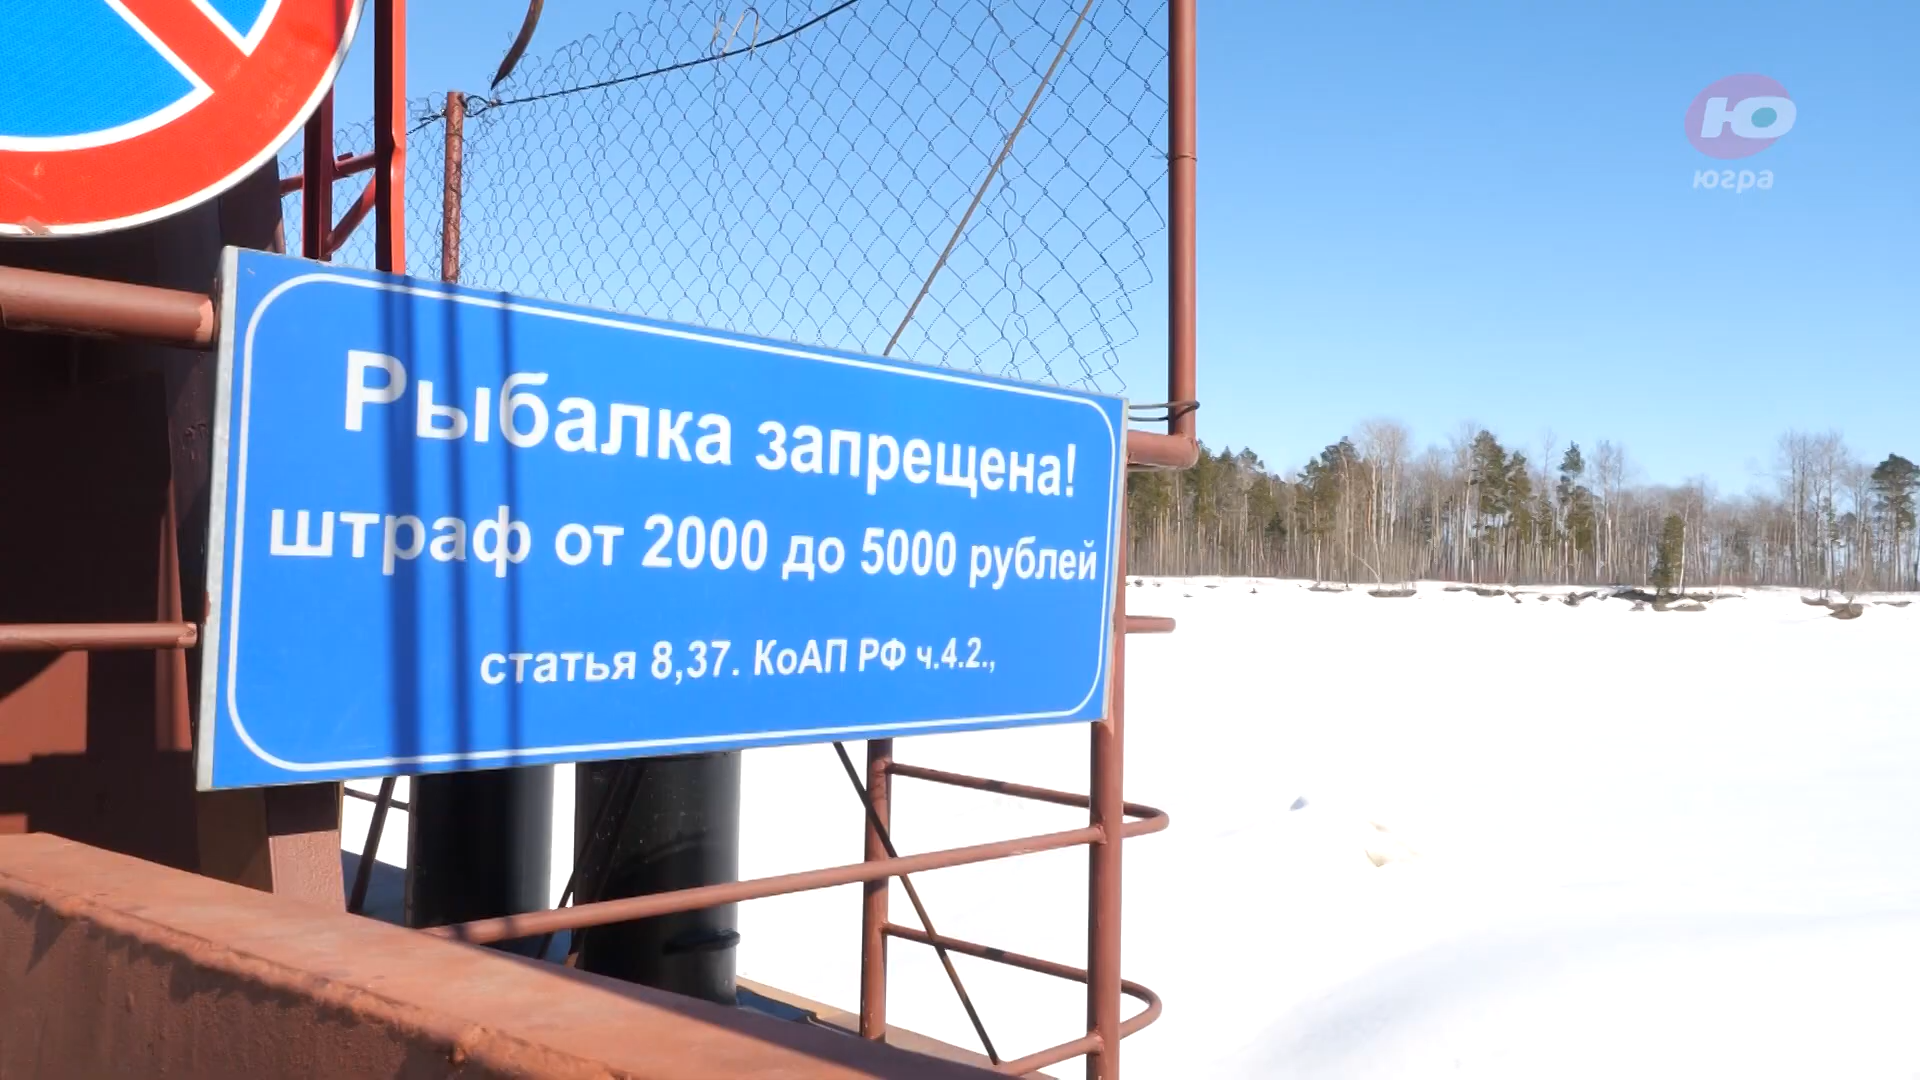 Ю
югра
Рыбалка запрещена!
штраф от 2000 до 5000 рублей
статья 8,37. КоАП РФ ч.4.2.,